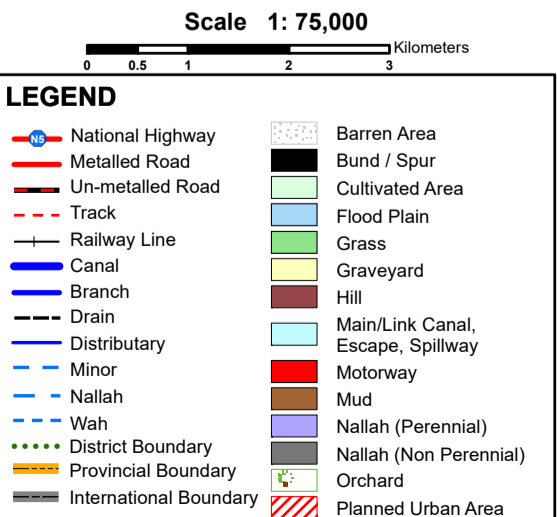 Scale 1: 75,000
Kilometers
0 0.5 1 2 3
LEGEND
N5 National Highway
Metalled Road
Un-metalled Road
Track
Railway Line
Canal
Branch
Drain
Distributary
Minor
Nallah
Wah
District Boundary
Provincial Boundary
International Boundary
Barren Area
Bund / Spur
Cultivated Area
Flood Plain
Grass
Graveyard
Hill
Main/Link Canal,
Escape, Spillway
Motorway
Mud
Nallah (Perennial)
Nallah (Non Perennial)
Orchard
Planned Urban Area